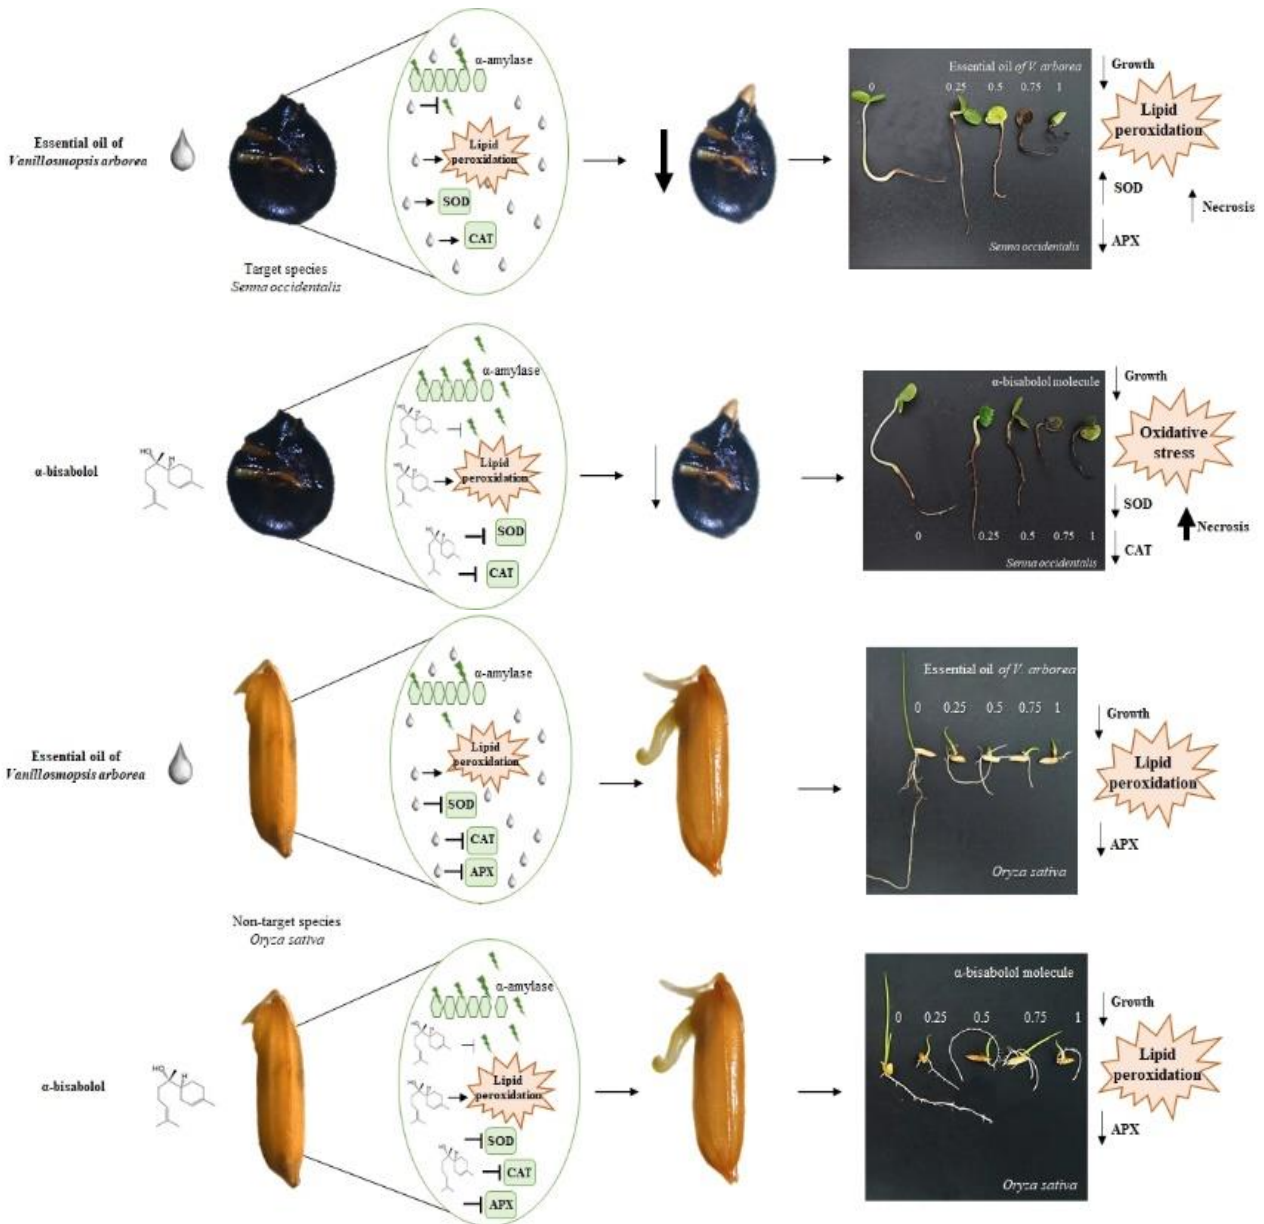 Essential oil of
Vanillosmopsis arborea
α-amylase
Lipid
peroxidation
SOD
CAT
Target species
Senna occidentalis
Essential oil of V. arborea
0 0.25 0.5 0.75 1
Senna occidentalis
Growth
Lipid
peroxidation
SOD
Necrosis
APX
α-bisabolol
HO
H
α-amylase
HO
H
Lipid
peroxidation
SOD
CAT
α-bisabolol molecule
0 0.25 0.5 0.75 1
Senna occidentalis
Growth
Oxidative
stress
SOD
Necrosis
CAT
Essential oil of
Vanillosmopsis arborea
α-amylase
Lipid
peroxidation
SOD
CAT
APX
Essential oil of V. arborea
0 0.25 0.5 0.75 1
Oryza sativa
Growth
Lipid
peroxidation
APX
Non-target species
Oryza sativa
α-bisabolol
HO
H
α-amylase
HO
Lipid
peroxidation
SOD
CAT
APX
α-bisabolol molecule
0 0.25 0.5 0.75 1
Oryza sativa
Growth
Lipid
peroxidation
APX